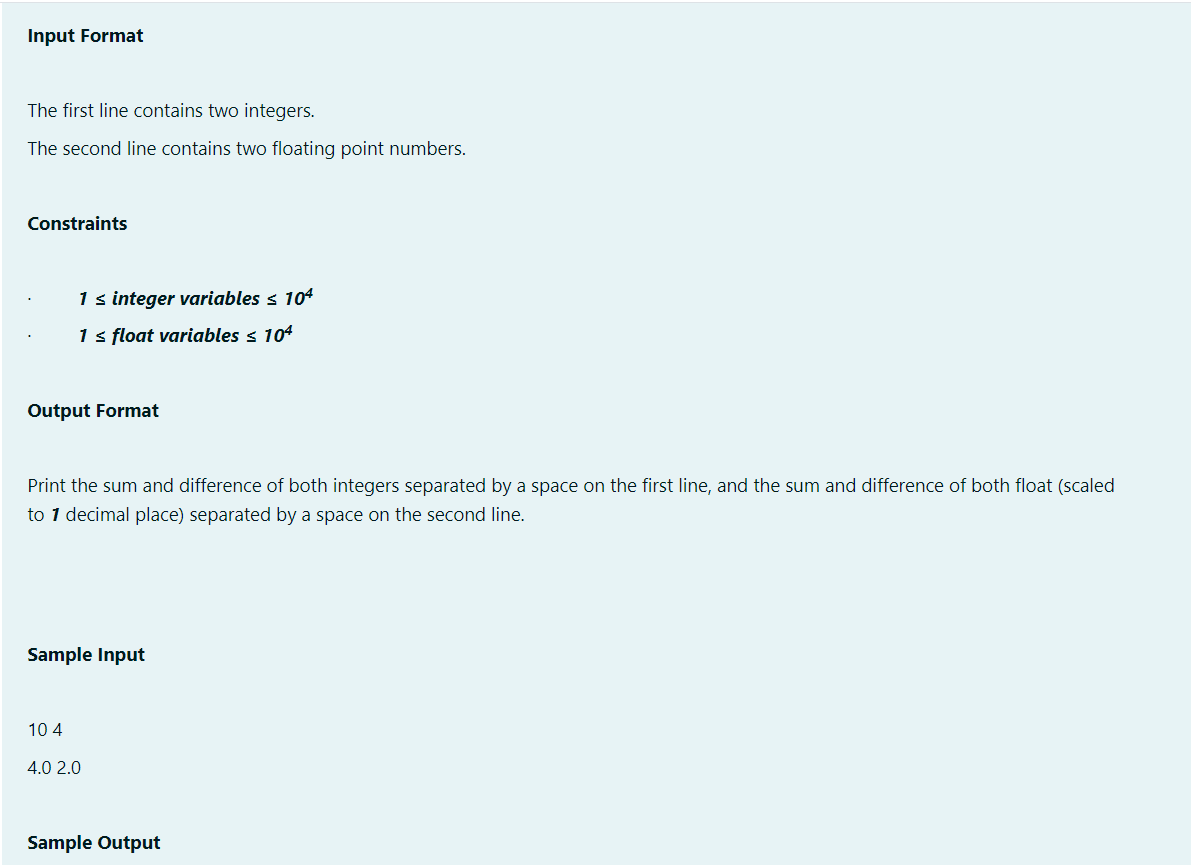 Input Format
The first line contains two integers.
The second line contains two floating point numbers.
Constraints
· 1 ≤ integer variables ≤ 10⁴
· 1 ≤ float variables ≤ 10⁴
Output Format
Print the sum and difference of both integers separated by a space on the first line, and the sum and difference of both float (scaled
to 1 decimal place) separated by a space on the second line.
Sample Input
10 4
4.0 2.0
Sample Output